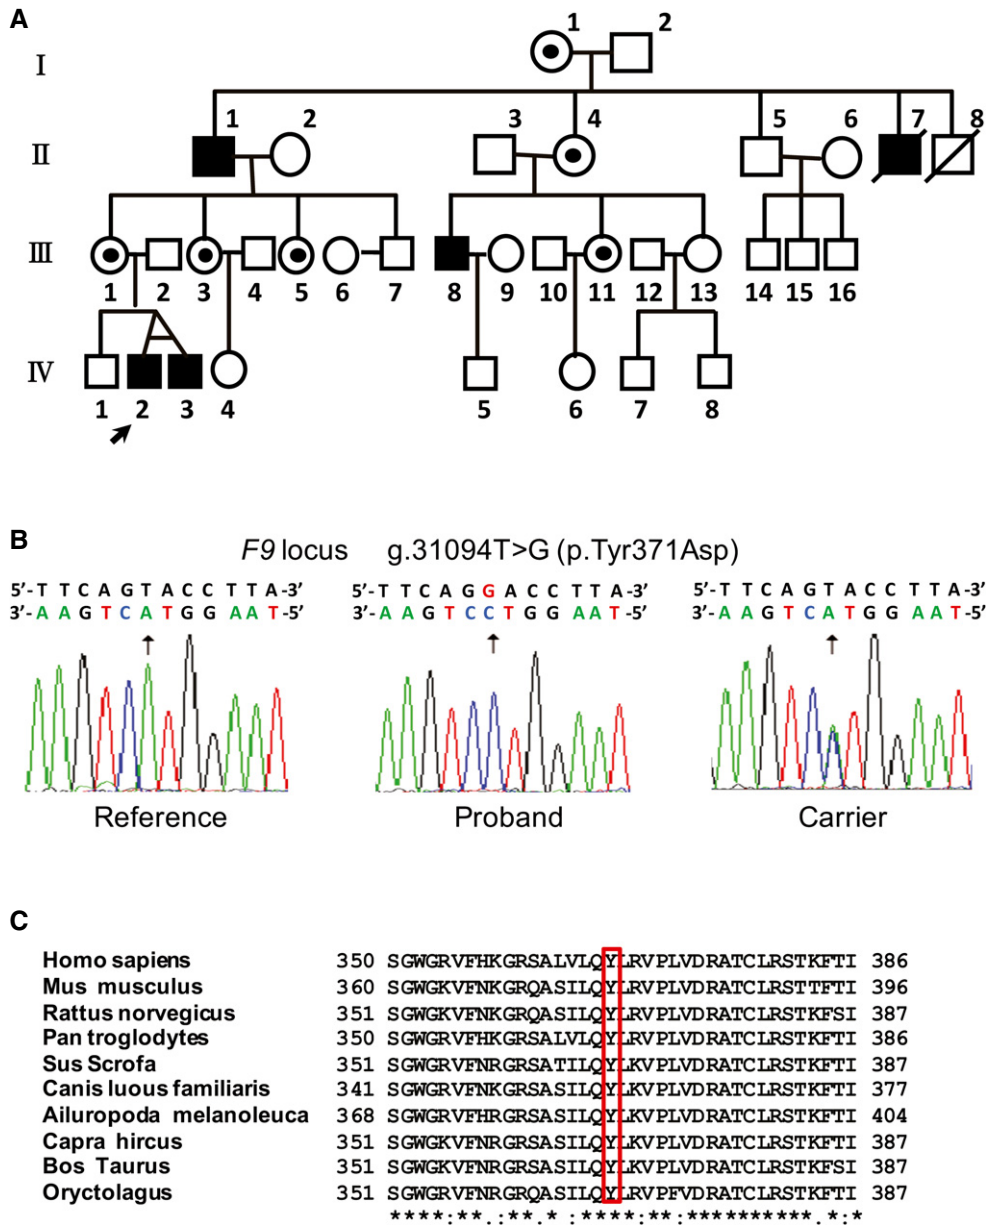 A
I 1 2
II 1 2 3 4 5 6 7 8
III
1 2 3 4 5 6 7 8 9 10 11 12 13 14 15 16
IV
1 2 3 4 5 6 7 8
B
F9 locus g.31094T>G (p.Tyr371Asp)
5'-T T C A G T A C C T T A-3' 5'-T T C A G G A C C T T A-3' 5'-T T C A G T A C C T T A-3'
3'-A A G T C A T G G A A T-5' 3'-A A G T C C T G G A A T-5' 3'-A A G T C A T G G A A T-5'
Reference Proband Carrier
C
Homo sapiens 350 SGWGRVFHKGRSALVLQYLRVPLVDRATCLRSTKFTI 386
Mus musculus 360 SGWGKVFNKGRQASILQYLRVPLVDRATCLRSTTFTI 396
Rattus norvegicus 351 SGWGKVFNKGRQASILQYLRVPLVDRATCLRSTKFSI 387
Pan troglodytes 350 SGWGRVFHKGRSALVLQYLRVPLVDRATCLRSTKFTI 386
Sus Scrofa 351 SGWGRVFNRGRSATILQYLKVPLVDRATCLRSTKFTI 387
Canis luous familiaris 341 SGWGRVFNRGRSASILQYLKVPLVDRATCLRSTKFTI 377
Ailuropoda melanoleuca 368 SGWGRVFHRGRSASILQYLKVPLVDRATCLRSTKFTI 404
Capra hircus 351 SGWGKVFNRGRSASILQYLKVPLVDRATCLRSTKFTI 387
Bos Taurus 351 SGWGKVFNRGRSASILQYLKVPLVDRATCLRSTKFSI 387
Oryctolagus 351 SGWGRVFNRGRQASILQYLRVPFVDRATCLRSTKFTI 387
****:**.:**.* :****:**:**********.*:*